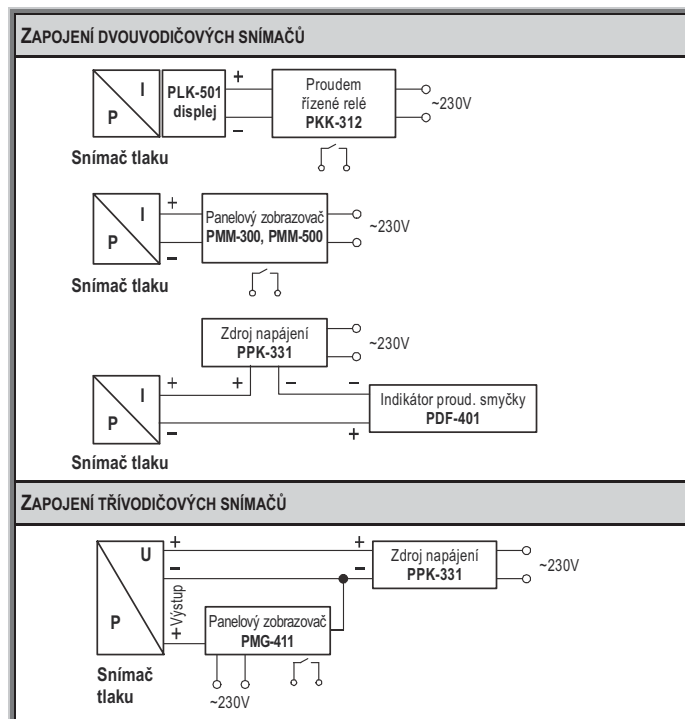 ZAPOJENÍ DVOUVODIČOVÝCH SNÍMAČŮ
I
P
PLK-501
displej
+
–
Proudem
řízené relé
PKK-312
~230V
Snímač tlaku
I
P
+
–
Panelový zobrazovač
PMM-300, PMM-500
~230V
Snímač tlaku
Zdroj napájení
PPK-331
~230V
I
P
+
+
–
–
–
+
Indikátor proud. smyčky
PDF-401
Snímač tlaku
ZAPOJENÍ TŘÍVODIČOVÝCH SNÍMAČŮ
U
P
+
–
+
–
Zdroj napájení
PPK-331
~230V
+Výstup
Panelový zobrazovač
PMG-411
~230V
Snímač
tlaku